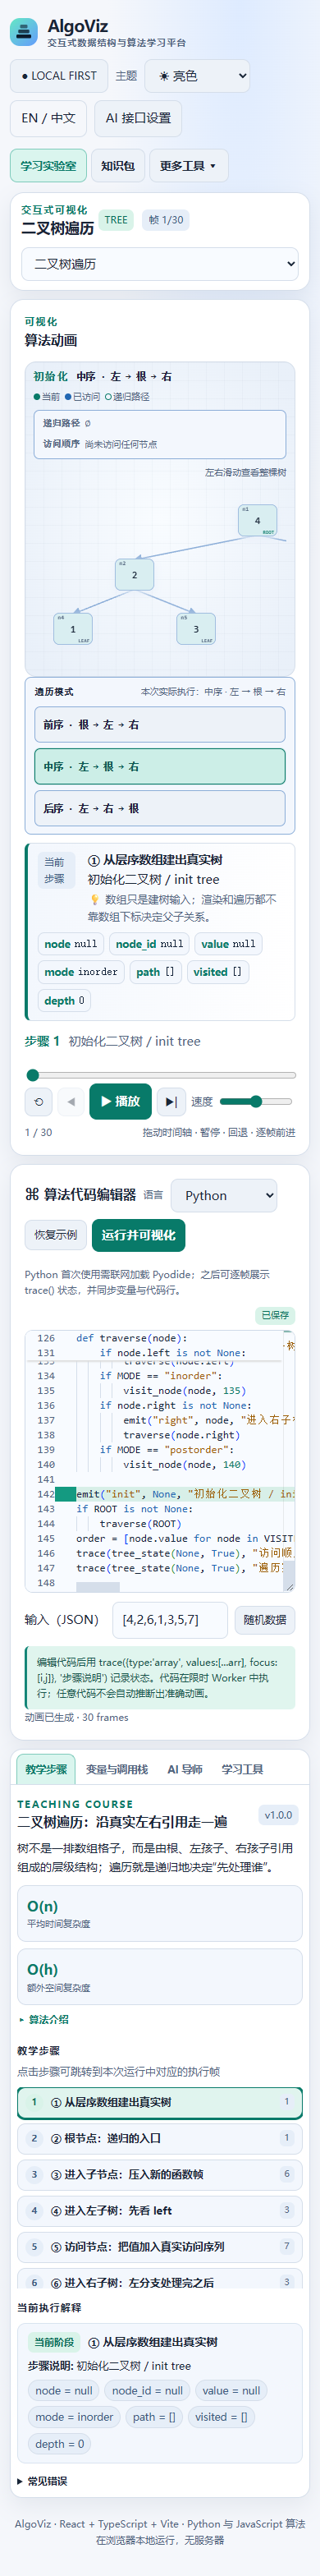 AlgoViz
交互式数据结构与算法学习平台
● LOCAL FIRST
主题
☀ 亮色
EN / 中文
AI 接口设置
学习实验室
知识包
更多工具 ▼
交互式可视化
二叉树遍历
TREE
帧 1/30
二叉树遍历
可视化
算法动画
初始化 中序 · 左 → 根 → 右
当前 已访问 递归路径
递归路径 ∅
访问顺序 尚未访问任何节点
左右滑动查看整棵树
n1
4
ROOT
n2
2
n4
1
LEAF
n5
3
LEAF
遍历模式
本次实际执行：中序 · 左 → 根 → 右
前序 · 根 → 左 → 右
中序 · 左 → 根 → 右
后序 · 左 → 右 → 根
当前
步骤
① 从层序数组建出真实树
初始化二叉树 / init tree
💡 数组只是建树输入；渲染和遍历都不
靠数组下标决定父子关系。
node null
node_id null
value null
mode inorder
path []
visited []
depth 0
步骤 1 初始化二叉树 / init tree
⟲
◀
▶ 播放
▶|
速度
1 / 30
拖动时间轴 · 暂停 · 回退 · 逐帧前进
⌘ 算法代码编辑器
语言
Python
恢复示例
运行并可视化
Python 首次使用需联网加载 Pyodide；之后可逐帧展示
trace() 状态，并同步变量与代码行。
已保存
126 def traverse(node):
131 if node.left is not None:
133 traverse(node.left)
134 if MODE == "inorder":
135 visit_node(node, 135)
136 if node.right is not None:
137 emit("right", node, "进入右子
138 traverse(node.right)
139 if MODE == "postorder":
140 visit_node(node, 140)
141
142 emit("init", None, "初始化二叉树 / ini
143 if ROOT is not None:
144 traverse(ROOT)
145 order = [node.value for node in VISIT
146 trace(tree_state(None, True), "访问顺
147 trace(tree_state(None, True), "遍历
148
输入（JSON）
[4,2,6,1,3,5,7]
随机数据
编辑代码后用 trace({type:'array', values:[...arr], focus:
[i,j]}, '步骤说明') 记录状态。代码在限时 Worker 中执
行；任意代码不会自动推断出准确动画。
动画已生成 · 30 frames
教学步骤
变量与调用栈
AI 导师
学习工具
TEACHING COURSE
二叉树遍历：沿真实左右引用走一遍
v1.0.0
树不是一排数组格子，而是由根、左孩子、右孩子引用
组成的层级结构；遍历就是递归地决定“先处理谁”。
O(n)
平均时间复杂度
O(h)
额外空间复杂度
▸ 算法介绍
教学步骤
点击步骤可跳转到本次运行中对应的执行帧
1 ① 从层序数组建出真实树 1
2 ② 根节点：递归的入口 1
3 ③ 进入子节点：压入新的函数帧 6
4 ④ 进入左子树：先看 left 3
5 ⑤ 访问节点：把值加入真实访问序列 7
6 ⑥ 进入右子树：左分支处理完之后 3
当前执行解释
当前阶段
① 从层序数组建出真实树
步骤说明: 初始化二叉树 / init tree
node = null
node_id = null
value = null
mode = inorder
path = []
visited = []
depth = 0
▶ 常见错误
AlgoViz · React + TypeScript + Vite · Python 与 JavaScript 算法
在浏览器本地运行，无服务器